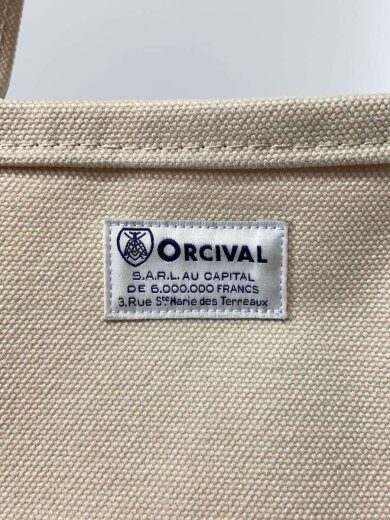 ORCIVAL
S.A.R.L. AU CAPITAL
DE 6.000.000 FRANCS
3, Rue Ste Marie des Terreaux